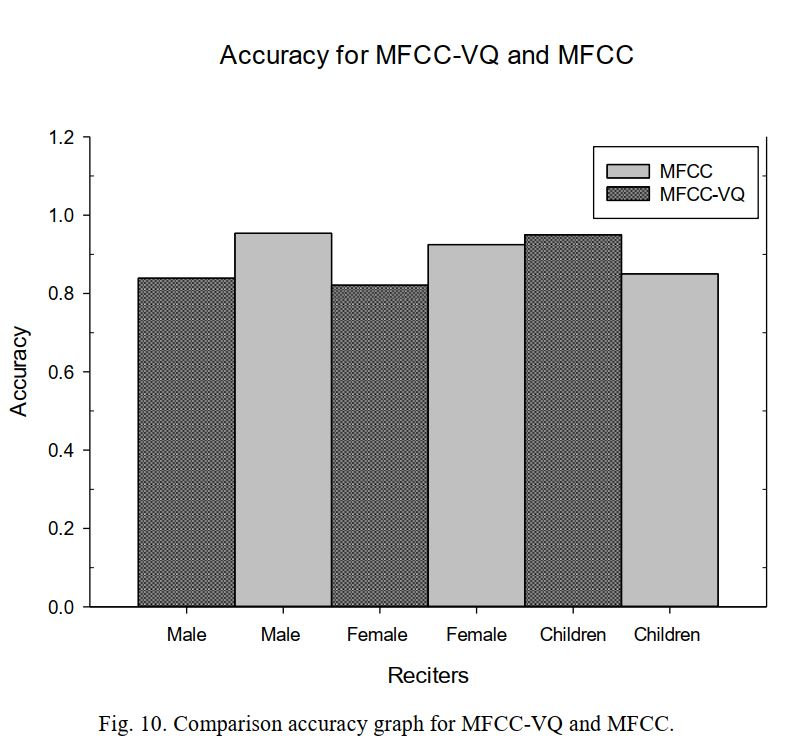 Accuracy for MFCC-VQ and MFCC
1.2
1.0
0.8
0.6
0.4
0.2
0.0
Accuracy
MFCC
MFCC-VQ
Male Male Female Female Children Children
Reciters
Fig. 10. Comparison accuracy graph for MFCC-VQ and MFCC.